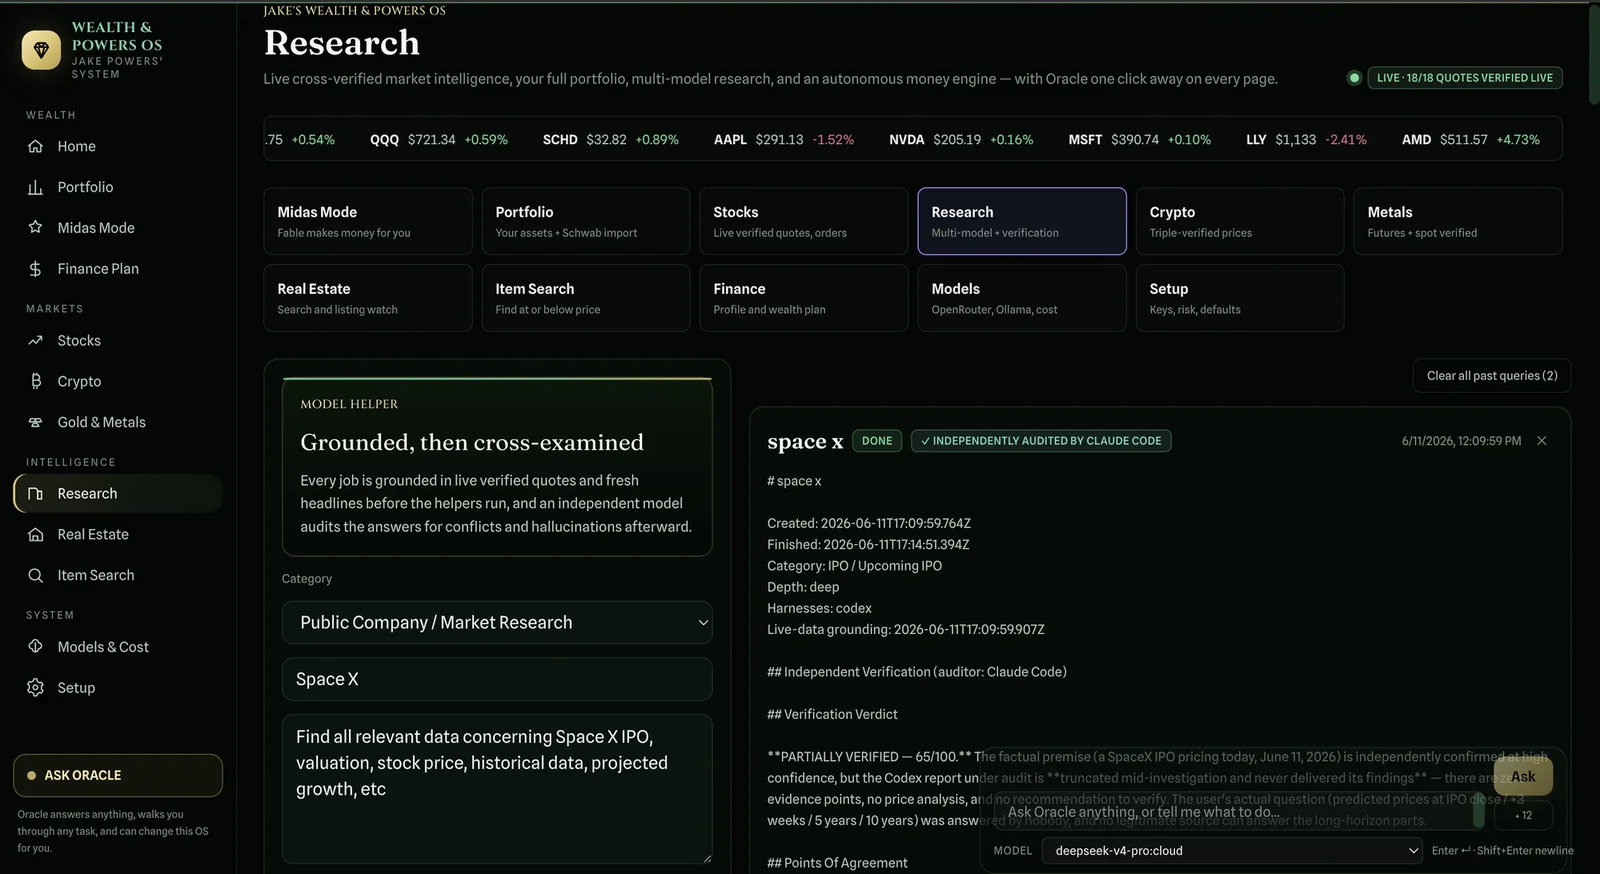 WEALTH &
POWERS OS
JAKE POWERS'
SYSTEM
WEALTH
Home
Portfolio
Midas Mode
Finance Plan
MARKETS
Stocks
Crypto
Gold & Metals
INTELLIGENCE
Research
Real Estate
Item Search
SYSTEM
Models & Cost
Setup
ASK ORACLE
Oracle answers anything, walks you
through any task, and can change this OS
for you.
JAKE'S WEALTH & POWERS OS
Research
Live cross-verified market intelligence, your full portfolio, multi-model research, and an autonomous money engine — with Oracle one click away on every page.
LIVE · 18/18 QUOTES VERIFIED LIVE
.75 +0.54% QQQ $721.34 +0.59% SCHD $32.82 +0.89% AAPL $291.13 -1.52% NVDA $205.19 +0.16% MSFT $390.74 +0.10% LLY $1,133 -2.41% AMD $511.57 +4.73%
Midas Mode
Fable makes money for you
Portfolio
Your assets + Schwab import
Stocks
Live verified quotes, orders
Research
Multi-model + verification
Crypto
Triple-verified prices
Metals
Futures + spot verified
Real Estate
Search and listing watch
Item Search
Find at or below price
Finance
Profile and wealth plan
Models
OpenRouter, Ollama, cost
Setup
Keys, risk, defaults
MODEL HELPER
Grounded, then cross-examined
Every job is grounded in live verified quotes and fresh
headlines before the helpers run, and an independent model
audits the answers for conflicts and hallucinations afterward.
Category
Public Company / Market Research
Space X
Find all relevant data concerning Space X IPO,
valuation, stock price, historical data, projected
growth, etc
Clear all past queries (2)
space x DONE ✓ INDEPENDENTLY AUDITED BY CLAUDE CODE 6/11/2026, 12:09:59 PM ×
# space x
Created: 2026-06-11T17:09:59.764Z
Finished: 2026-06-11T17:14:51.394Z
Category: IPO / Upcoming IPO
Depth: deep
Harnesses: codex
Live-data grounding: 2026-06-11T17:09:59.907Z
## Independent Verification (auditor: Claude Code)
## Verification Verdict
**PARTIALLY VERIFIED — 65/100.** The factual premise (a SpaceX IPO pricing today, June 11, 2026) is independently confirmed at high
confidence, but the Codex report under audit is **truncated mid-investigation and never delivered its findings** — there are zero
evidence points, no price analysis, and no recommendation to verify. The user's actual question (predicted prices at IPO close / +3
weeks / 5 years / 10 years) was answered by nobody, and no legitimate source can answer the long-horizon parts.
## Points Of Agreement
Ask Oracle anything, or tell me what to do...
Ask
12
MODEL
deepseek-v4-pro:cloud
Enter ↵ · Shift+Enter newline